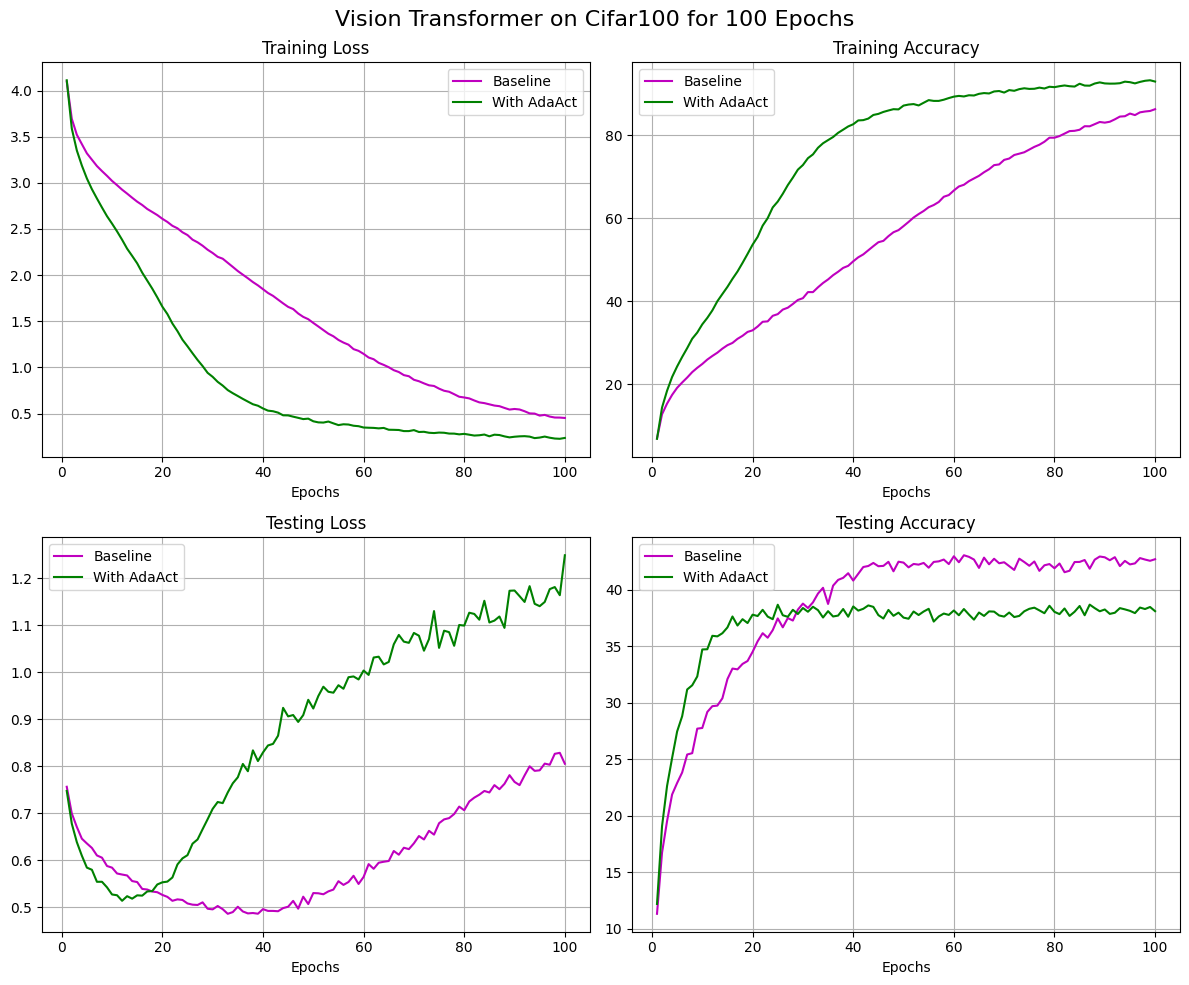 Vision Transformer on Cifar100 for 100 Epochs
Training Loss
Baseline
With AdaAct
4.0
3.5
3.0
2.5
2.0
1.5
1.0
0.5
0 20 40 60 80 100
Epochs
Training Accuracy
Baseline
With AdaAct
80
60
40
20
0 20 40 60 80 100
Epochs
Testing Loss
Baseline
With AdaAct
1.2
1.1
1.0
0.9
0.8
0.7
0.6
0.5
0 20 40 60 80 100
Epochs
Testing Accuracy
Baseline
With AdaAct
40
35
30
25
20
15
10
0 20 40 60 80 100
Epochs